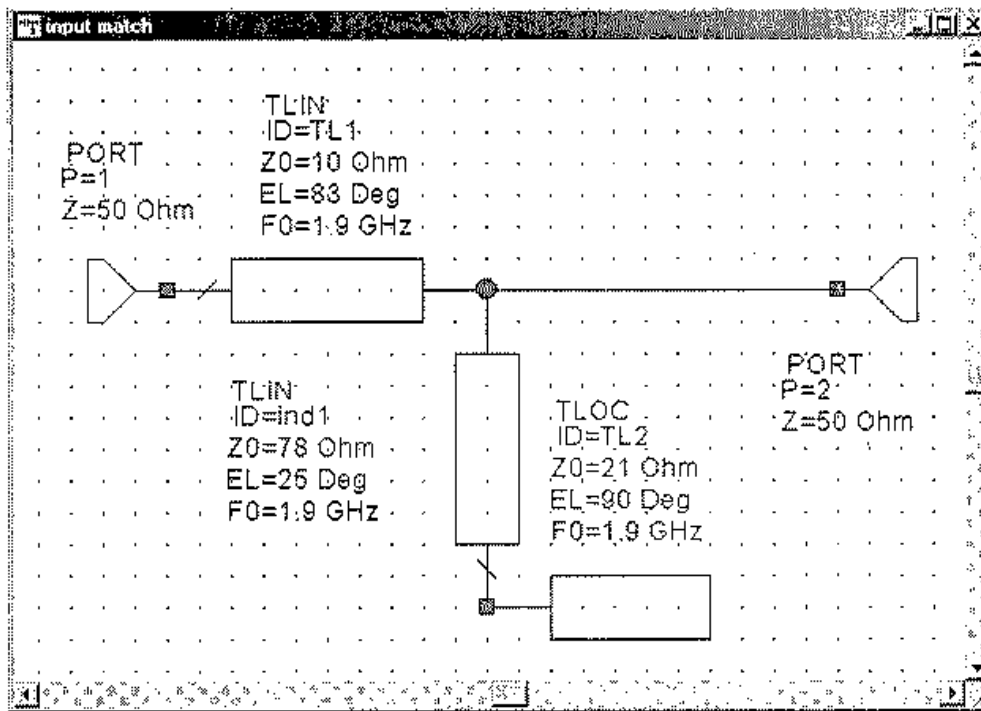 input match
TLIN
ID=TL1
Z0=10 Ohm
EL=83 Deg
F0=1.9 GHz
PORT
P=1
Z=50 Ohm
TLIN
ID=ind1
Z0=78 Ohm
EL=25 Deg
F0=1.9 GHz
TLOC
ID=TL2
Z0=21 Ohm
EL=90 Deg
F0=1.9 GHz
PORT
P=2
Z=50 Ohm